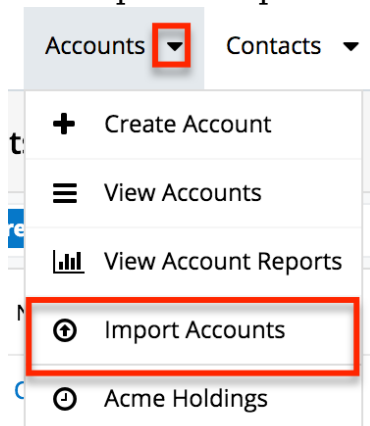 Accounts Contacts
Create Account
View Accounts
View Account Reports
Import Accounts
Acme Holdings